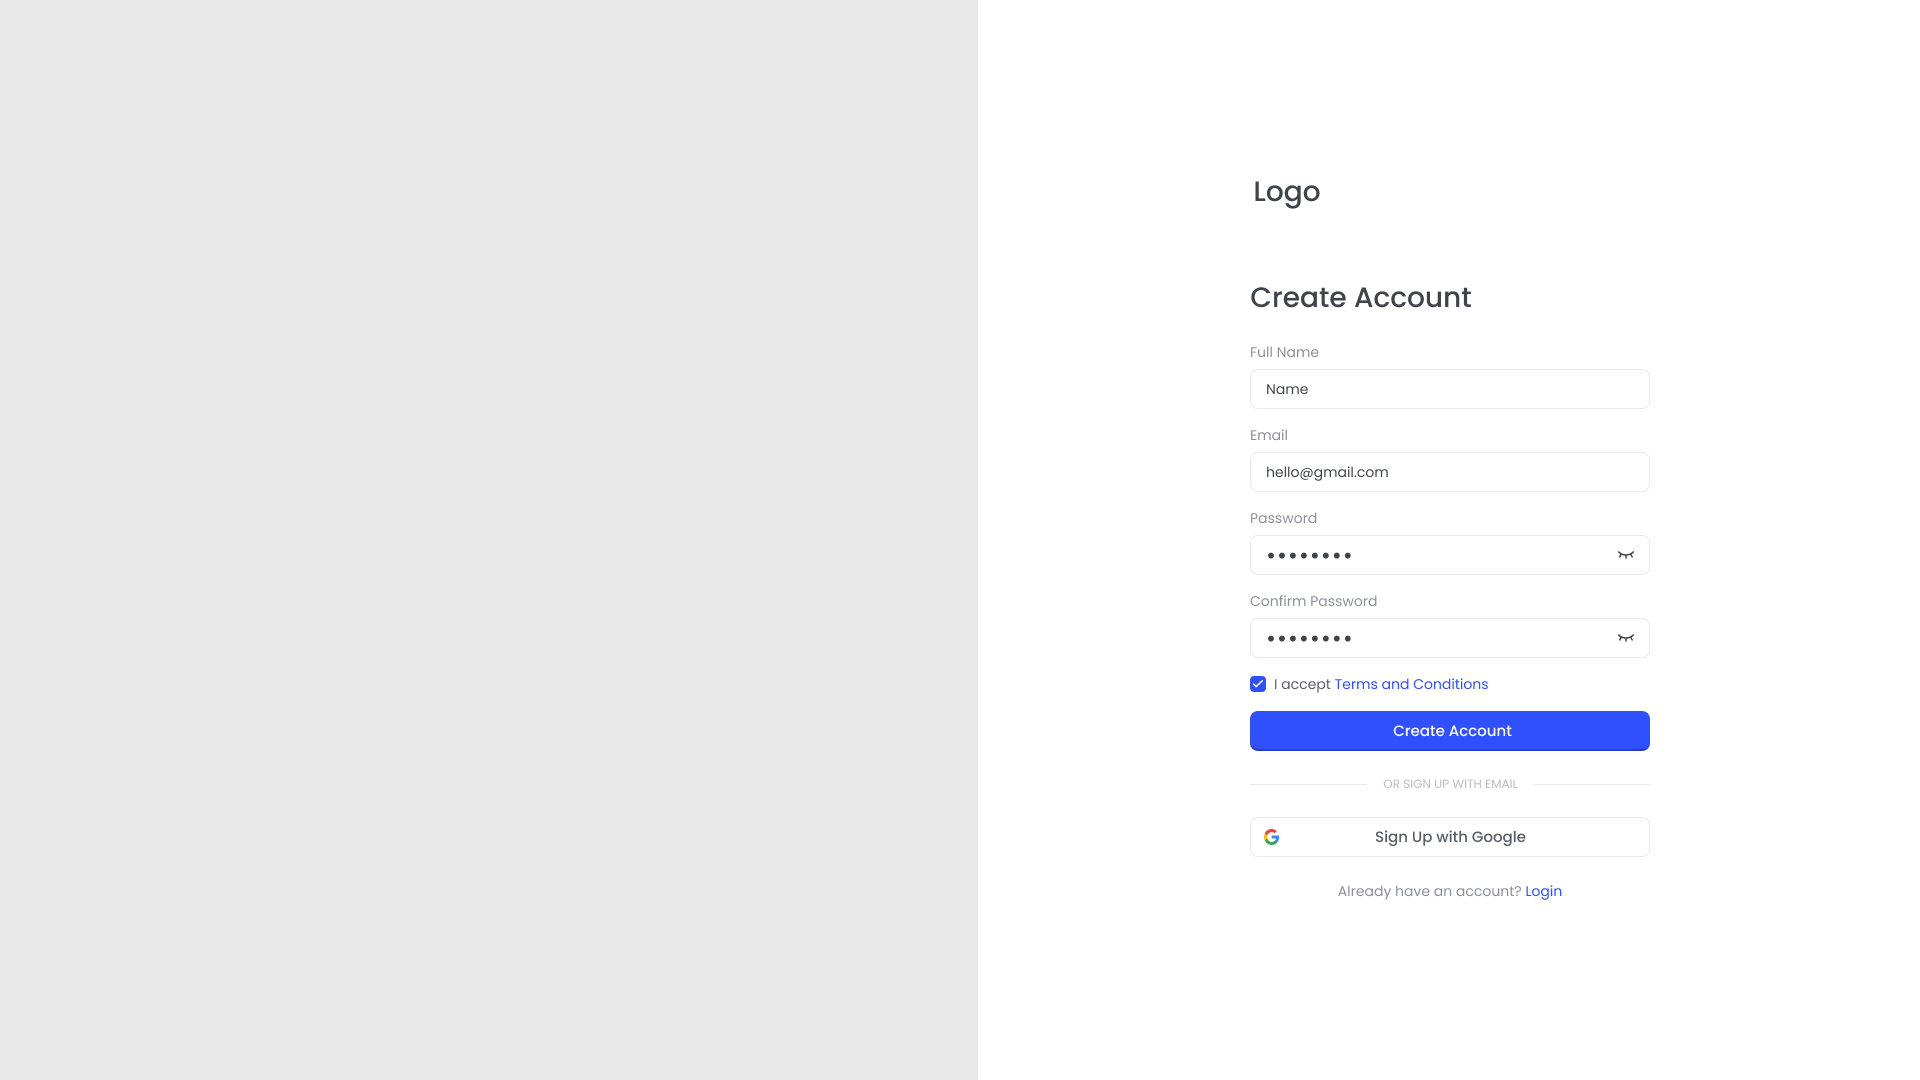 Logo
Create Account
Full Name
Name
Email
hello@gmail.com
Password
••••••••
Confirm Password
••••••••
I accept Terms and Conditions
Create Account
OR SIGN UP WITH EMAIL
Sign Up with Google
Already have an account? Login